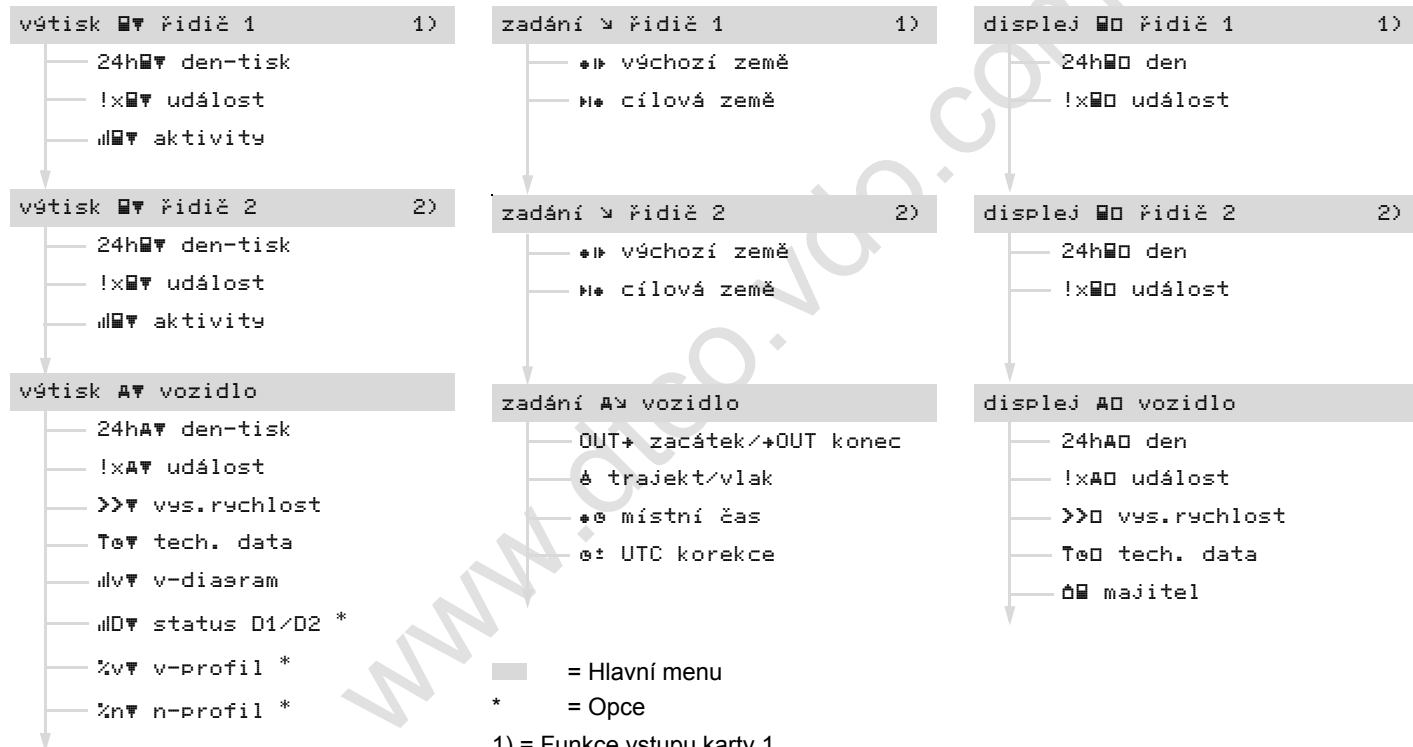 výtisk řidič 1 1)
24h den-tisk
!x událost
aktivity
výtisk řidič 2 2)
24h den-tisk
!x událost
aktivity
výtisk vozidlo
24h den-tisk
!x událost
>> vys.rychlost
tech. data
v v-diagram
D status D1/D2 *
%v v-profil *
%n n-profil *
zadání řidič 1 1)
výchozí země
cílová země
zadání řidič 2 2)
výchozí země
cílová země
zadání vozidlo
OUT zacátek/OUT konec
trajekt/vlak
místní čas
UTC korekce
= Hlavní menu
* = Opce
1) = Funkce vstupu karty 1
displej řidič 1 1)
24h den
!x událost
displej řidič 2 2)
24h den
!x událost
displej vozidlo
24h den
!x událost
>> vys.rychlost
tech. data
majitel
www.dtco.vdo.com